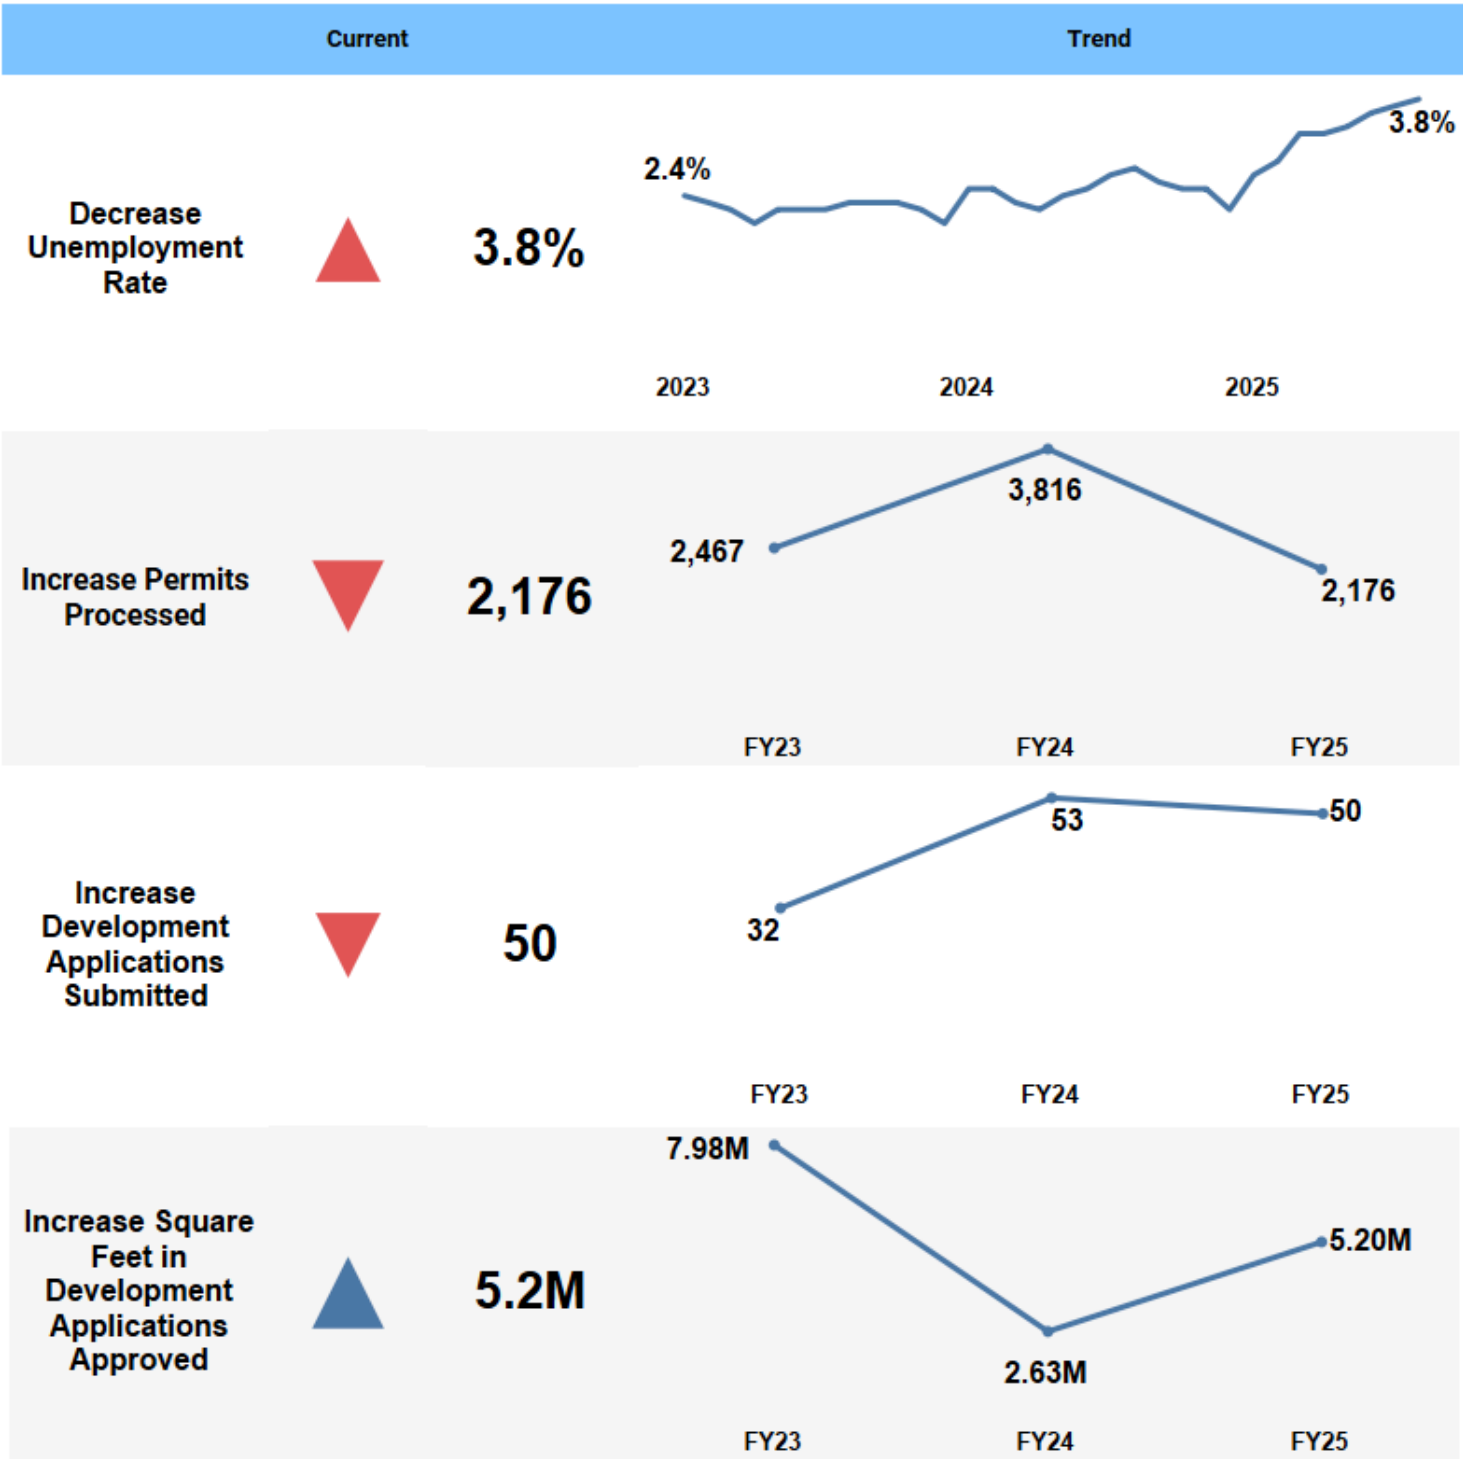 Current
Trend
Decrease
Unemployment
Rate
3.8%
2.4%
3.8%
2023
2024
2025
Increase Permits
Processed
2,176
2,467
3,816
2,176
FY23
FY24
FY25
Increase
Development
Applications
Submitted
50
32
53
50
FY23
FY24
FY25
Increase Square
Feet in
Development
Applications
Approved
5.2M
7.98M
2.63M
5.20M
FY23
FY24
FY25